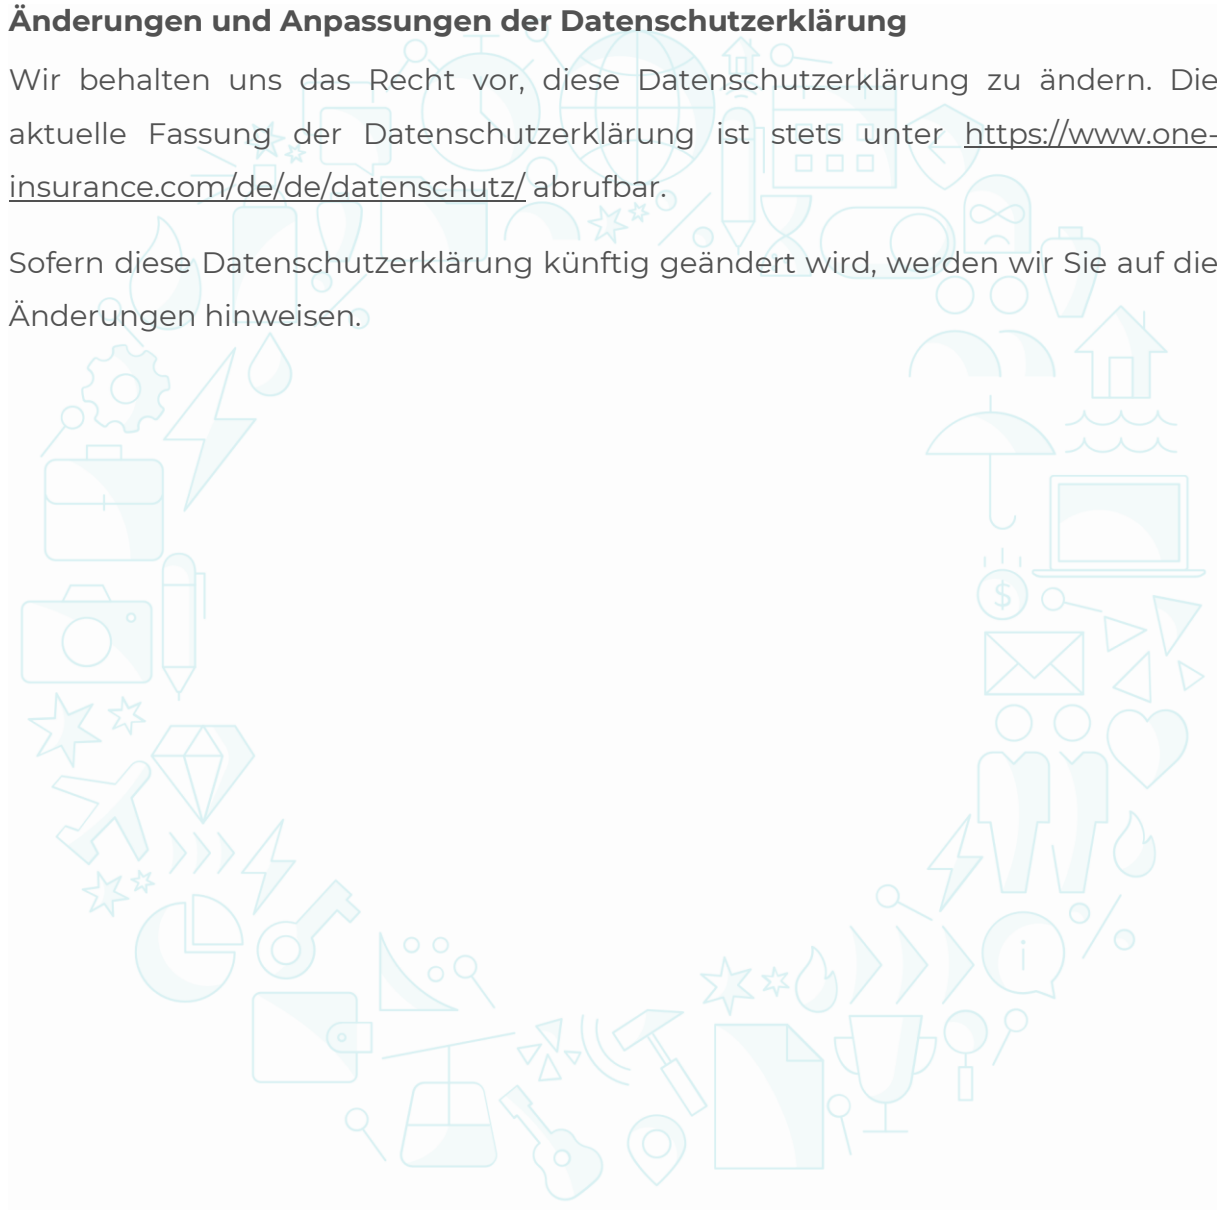 Änderungen und Anpassungen der Datenschutzerklärung
Wir behalten uns das Recht vor, diese Datenschutzerklärung zu ändern. Die
aktuelle Fassung der Datenschutzerklärung ist stets unter https://www.one-
insurance.com/de/de/datenschutz/ abrufbar.
Sofern diese Datenschutzerklärung künftig geändert wird, werden wir Sie auf die
Änderungen hinweisen.
$
i